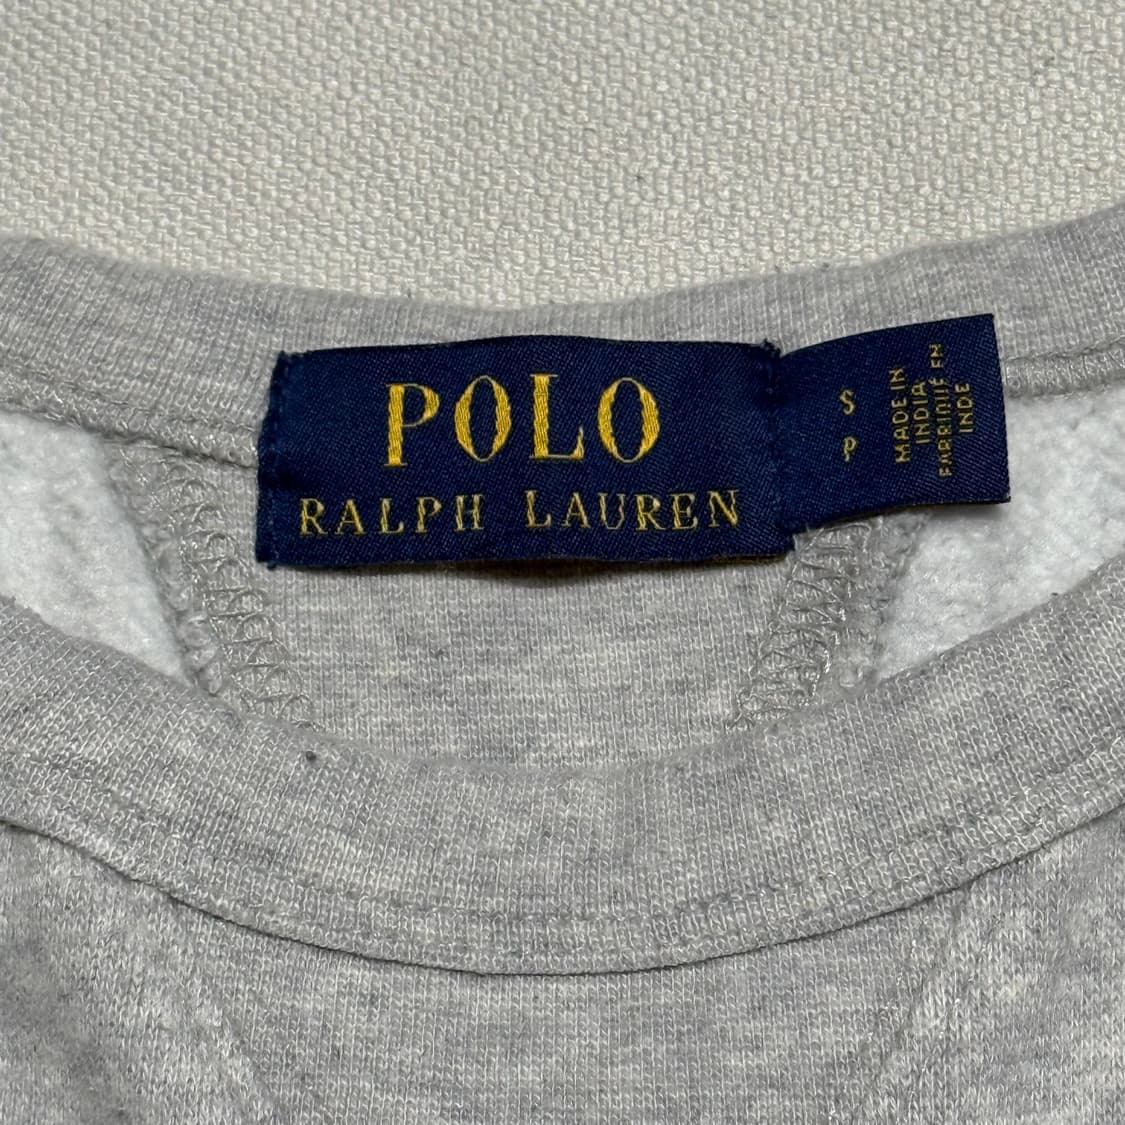 POLO
RALPH LAUREN
S
P
MADE IN
INDIA
FABRIQUÉ EN
INDE